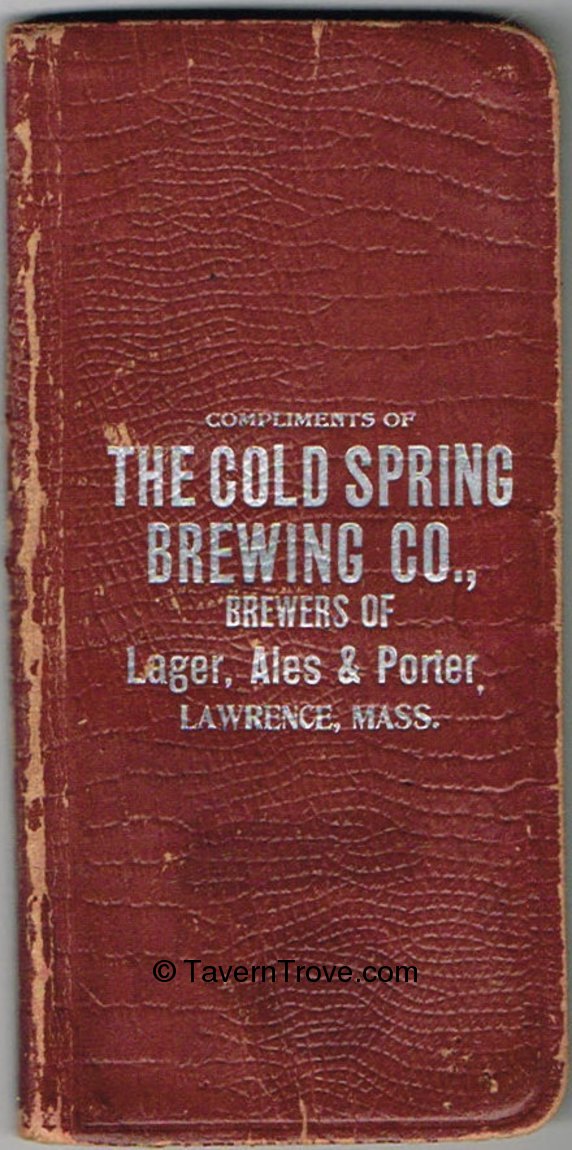 COMPLIMENTS OF
THE COLD SPRING
BREWING CO.,
BREWERS OF
Lager, Ales & Porter,
LAWRENCE, MASS.
© TavernTrove.com